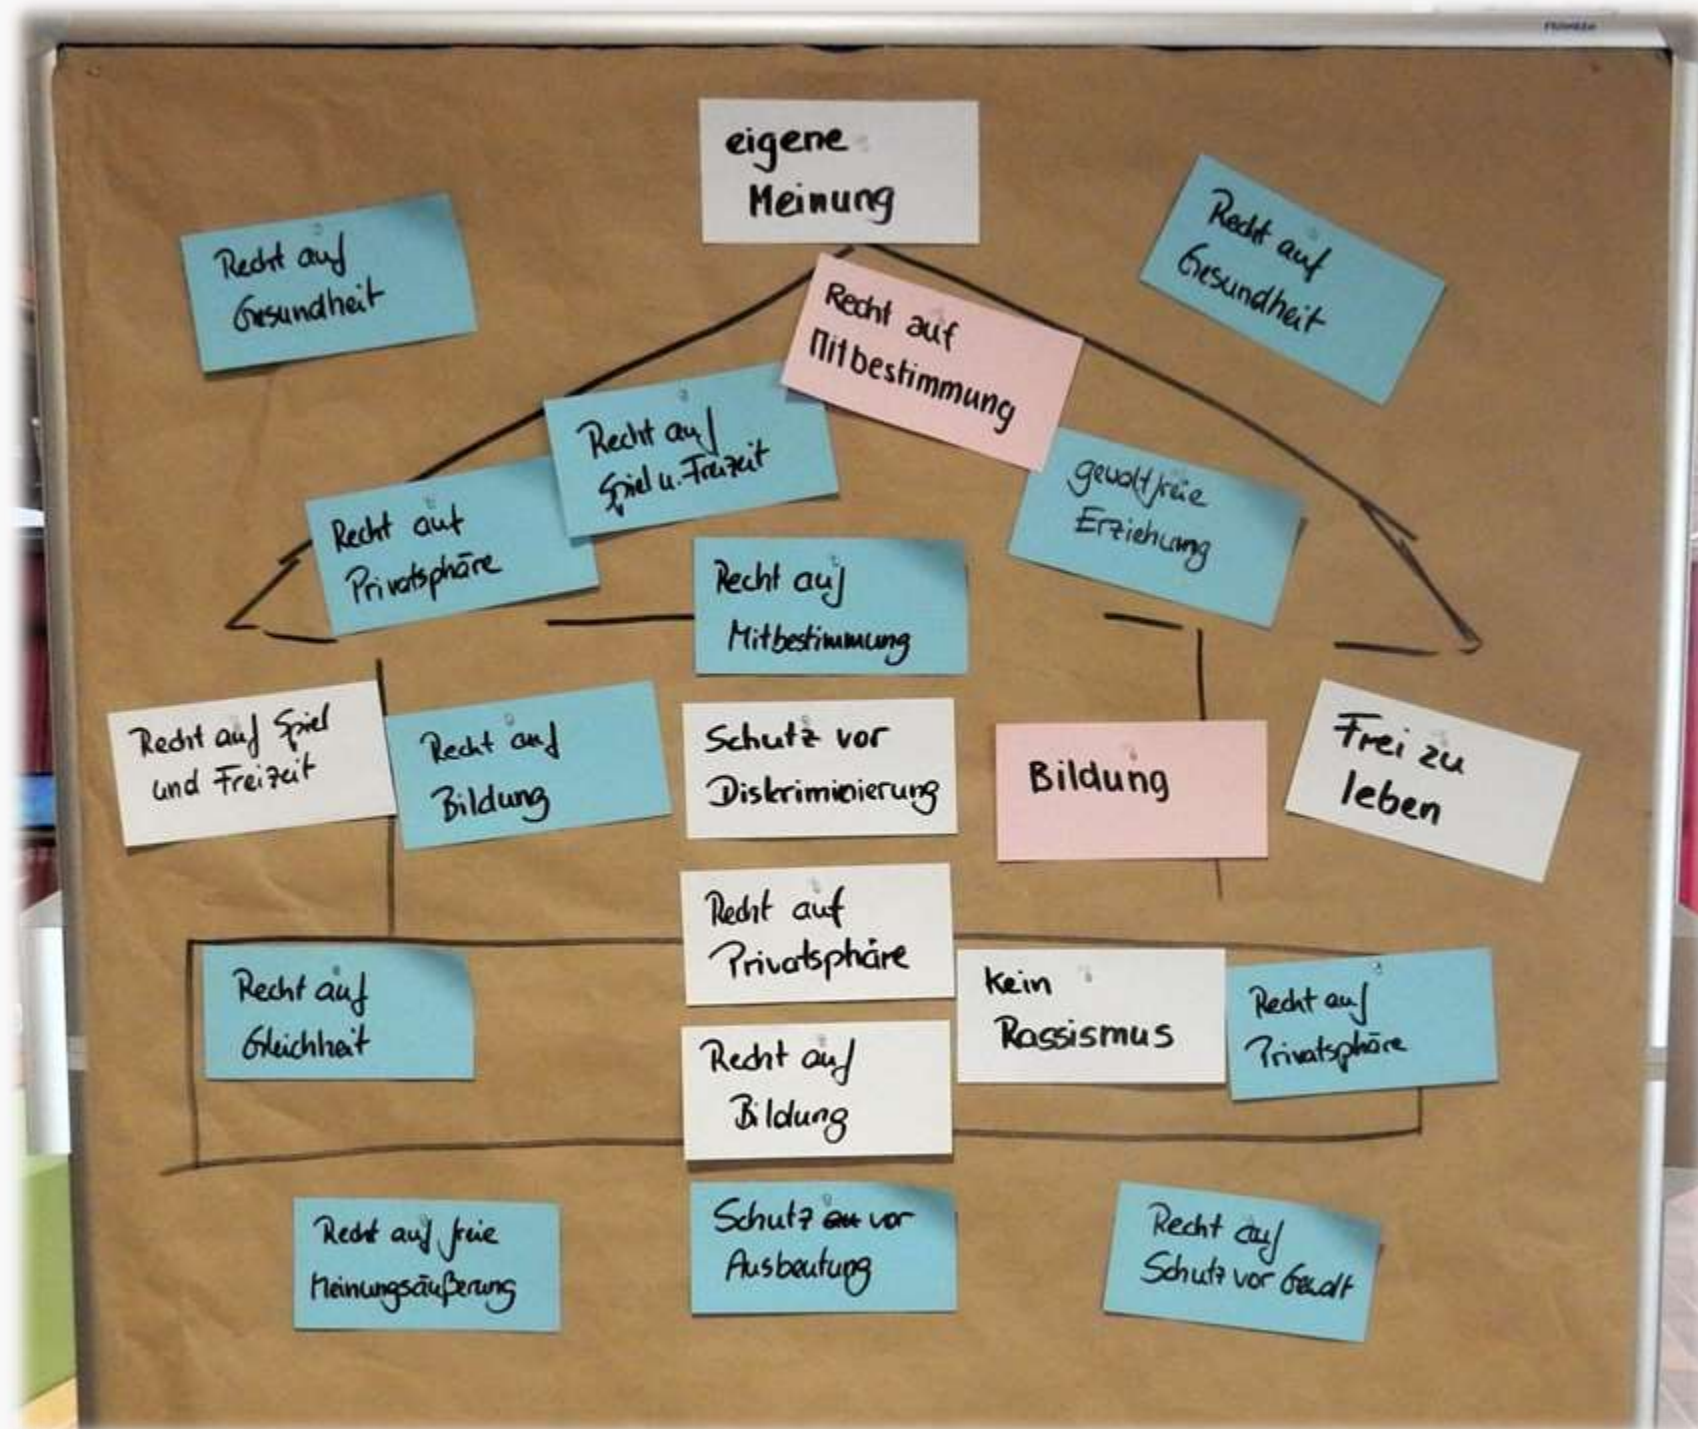 eigene
Meinung
Recht auf
Gesundheit
Recht auf
Gesundheit
Recht auf
Mitbestimmung
Recht auf
Spiel u. Freizeit
Recht auf
Privatsphäre
gewaltfreie
Erziehung
Recht auf
Mitbestimmung
Recht auf Spiel
und Freizeit
Recht auf
Bildung
Schutz vor
Diskriminierung
Bildung
Frei zu
leben
Recht auf
Privatsphäre
Recht auf
Gleichheit
kein
Rassismus
Recht auf
Privatsphäre
Recht auf
Bildung
Recht auf freie
Meinungsäußerung
Schutz vor
Ausbeutung
Recht auf
Schutz vor Gewalt